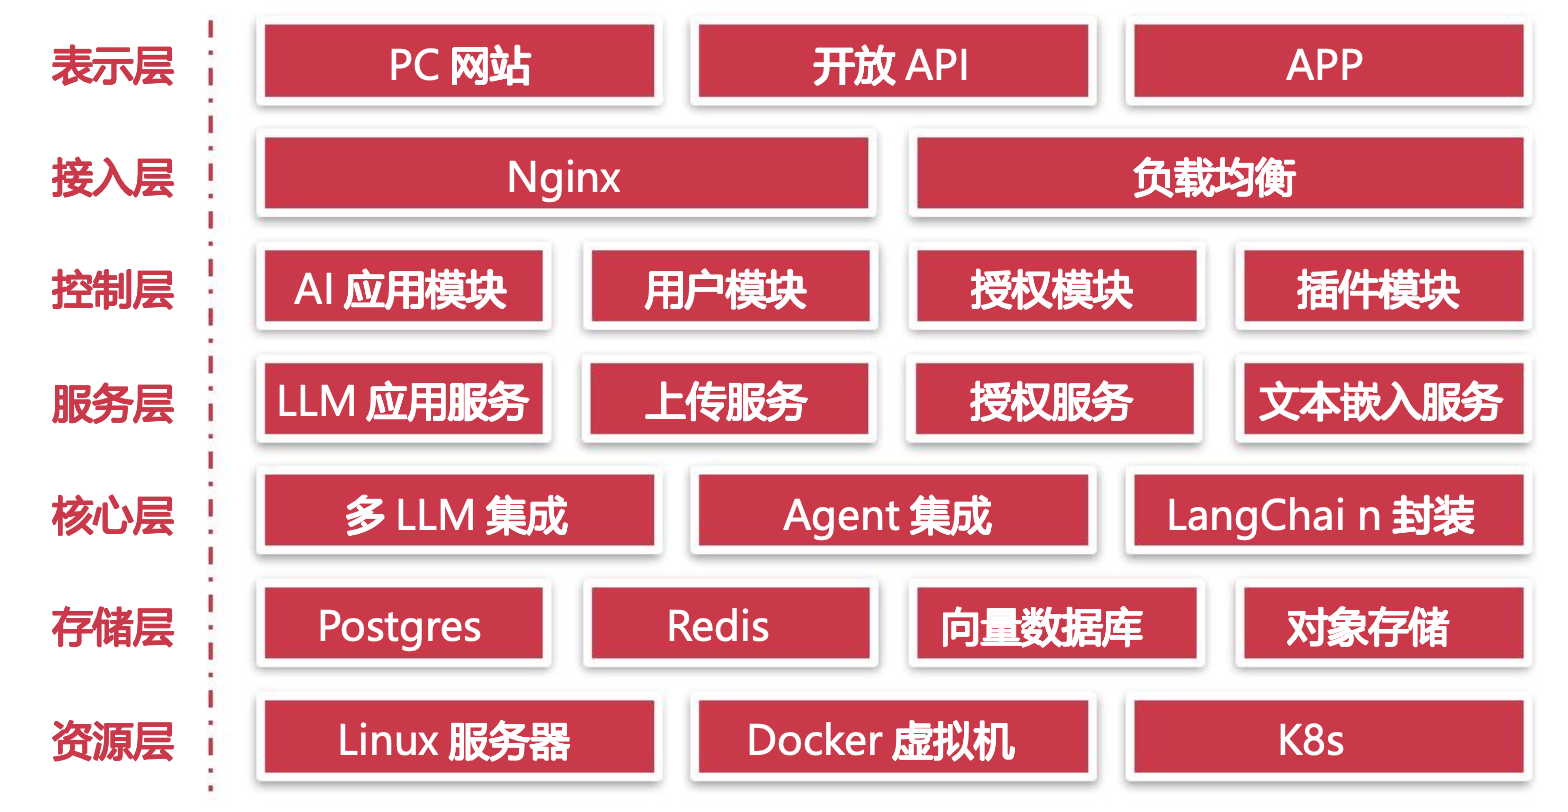 表示层
PC 网站
开放 API
APP
接入层
Nginx
负载均衡
控制层
AI 应用模块
用户模块
授权模块
插件模块
服务层
LLM 应用服务
上传服务
授权服务
文本嵌入服务
核心层
多 LLM 集成
Agent 集成
LangChai n 封装
存储层
Postgres
Redis
向量数据库
对象存储
资源层
Linux 服务器
Docker 虚拟机
K8s